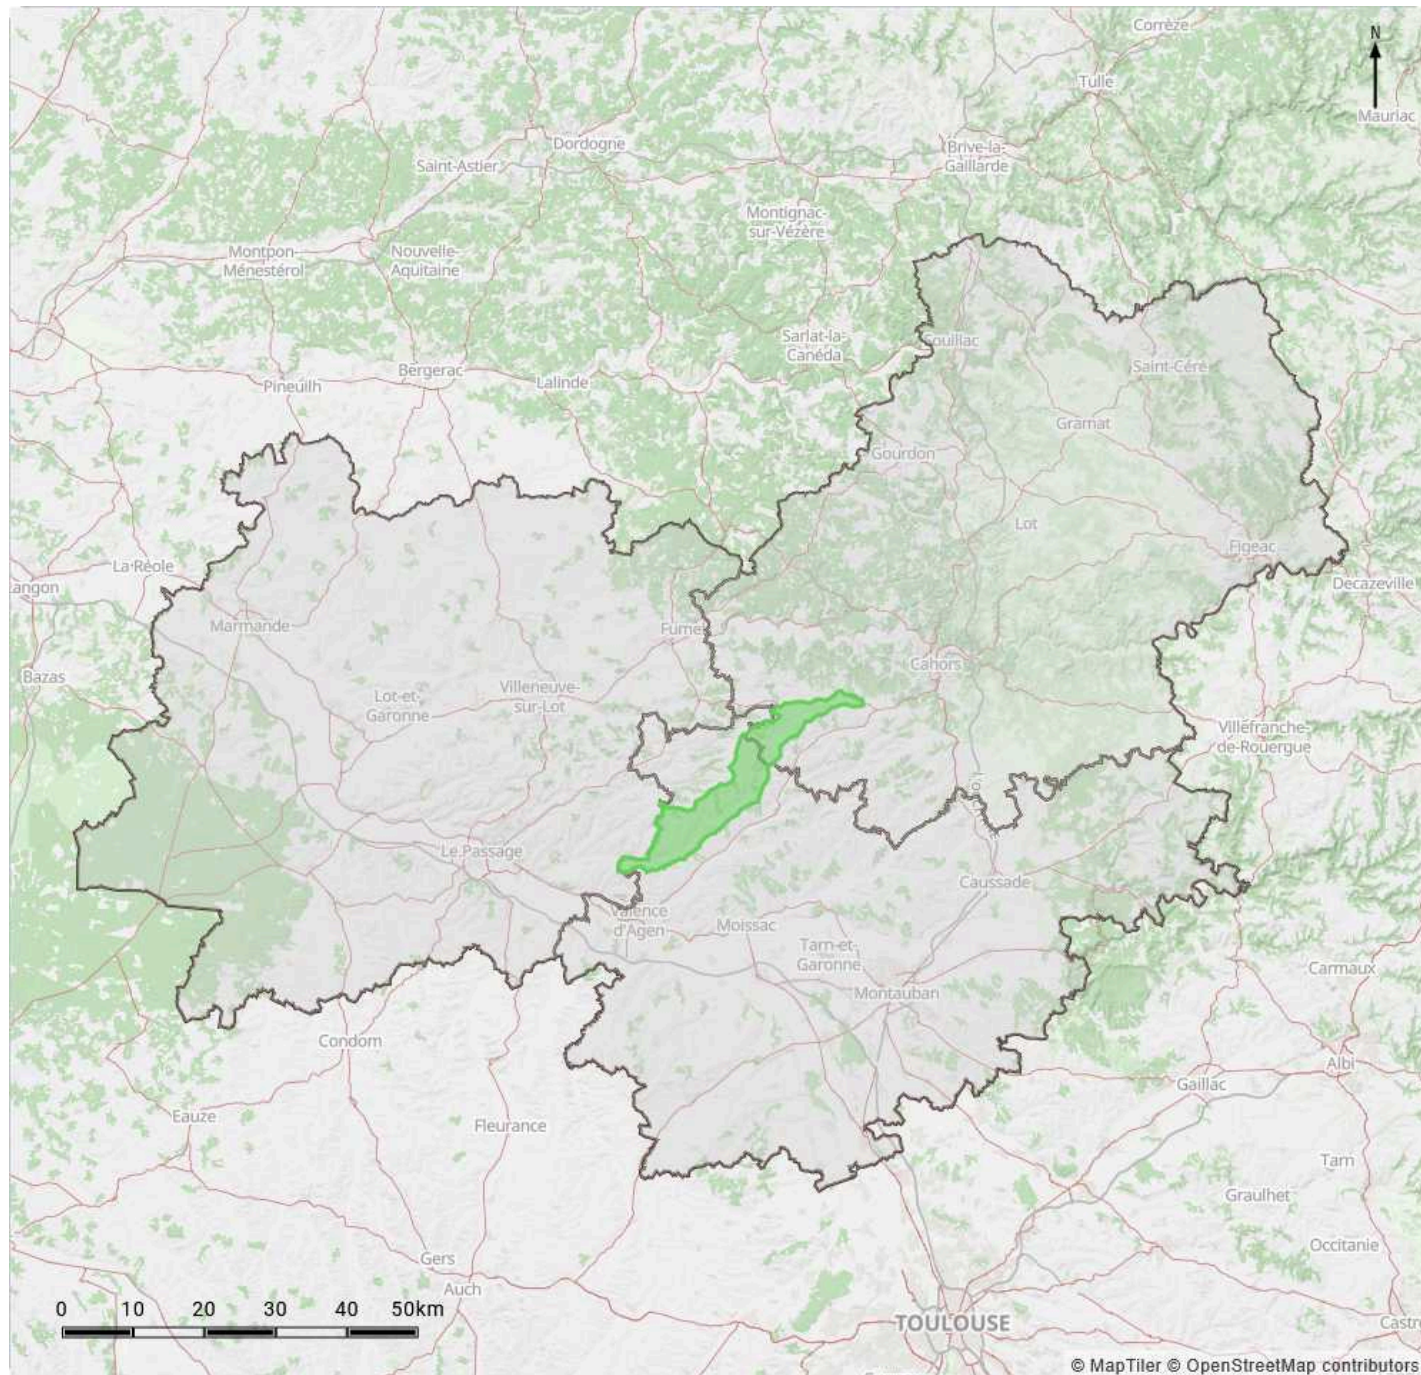 Corrèze
N
Tulle
Mauriac
Dordogne
Saint-Astier
Brive-la-
Gaillarde
Montignac-
sur-Vézère
Montpon-
Ménestérol
Nouvelle-
Aquitaine
Sarlat-la-
Canéda
Souillac
Saint-Céré
Bergerac
Lalinde
Pineuilh
Gramat
Gourdon
Lot
Figeac
La Réole
Langon
Decazeville
Marmande
Fumel
Cahors
Bazas
Lot-et-
Garonne
Villeneuve-
sur-Lot
Villefranche-
de-Rouergue
Le Passage
Caussade
Valence
d'Agen
Moissac
Tarn-et-
Garonne
Carmaux
Montauban
Condom
Albi
Gaillac
Eauze
Fleurance
Tarn
Graulhet
Occitanie
Gers
Auch
0 10 20 30 40 50km
TOULOUSE
Castr
© MapTiler © OpenStreetMap contributors